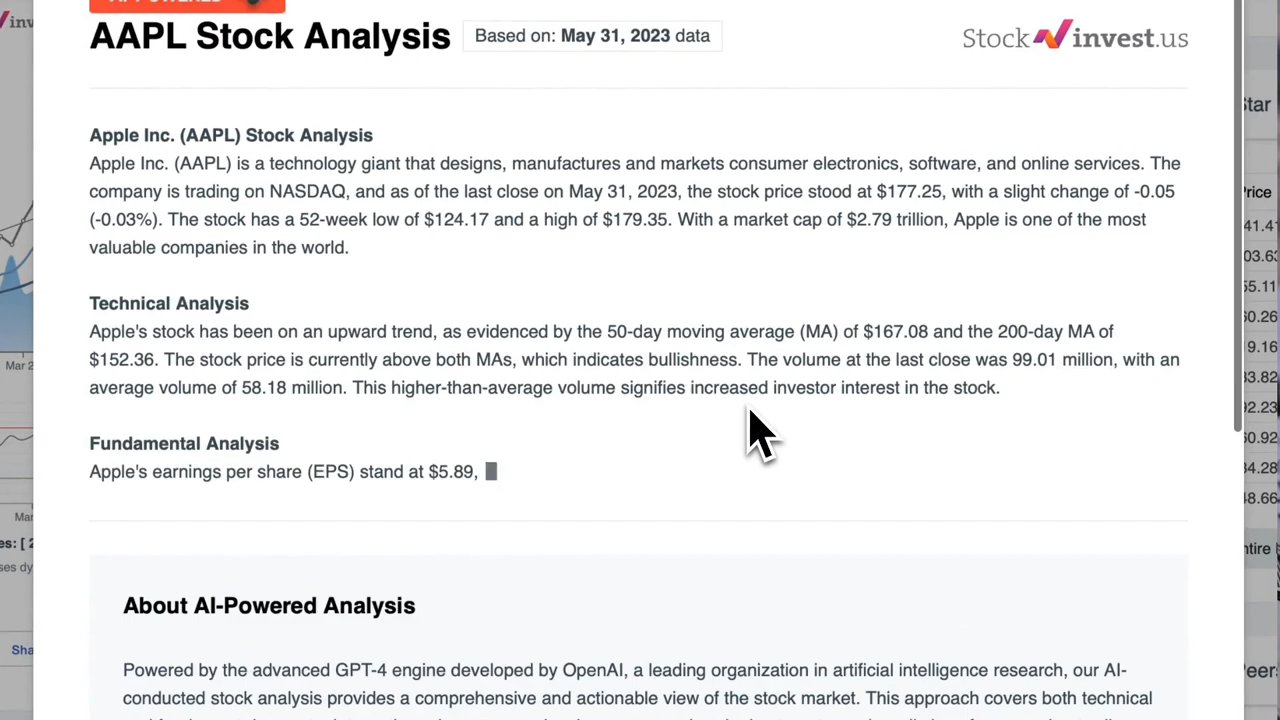 AAPL Stock Analysis
Based on: May 31, 2023 data
Stock invest.us
Apple Inc. (AAPL) Stock Analysis
Apple Inc. (AAPL) is a technology giant that designs, manufactures and markets consumer electronics, software, and online services. The
company is trading on NASDAQ, and as of the last close on May 31, 2023, the stock price stood at $177.25, with a slight change of -0.05
(-0.03%). The stock has a 52-week low of $124.17 and a high of $179.35. With a market cap of $2.79 trillion, Apple is one of the most
valuable companies in the world.
Technical Analysis
Apple's stock has been on an upward trend, as evidenced by the 50-day moving average (MA) of $167.08 and the 200-day MA of
$152.36. The stock price is currently above both MAs, which indicates bullishness. The volume at the last close was 99.01 million, with an
average volume of 58.18 million. This higher-than-average volume signifies increased investor interest in the stock.
Fundamental Analysis
Apple's earnings per share (EPS) stand at $5.89,
About AI-Powered Analysis
Powered by the advanced GPT-4 engine developed by OpenAI, a leading organization in artificial intelligence research, our AI-
conducted stock analysis provides a comprehensive and actionable view of the stock market. This approach covers both technical